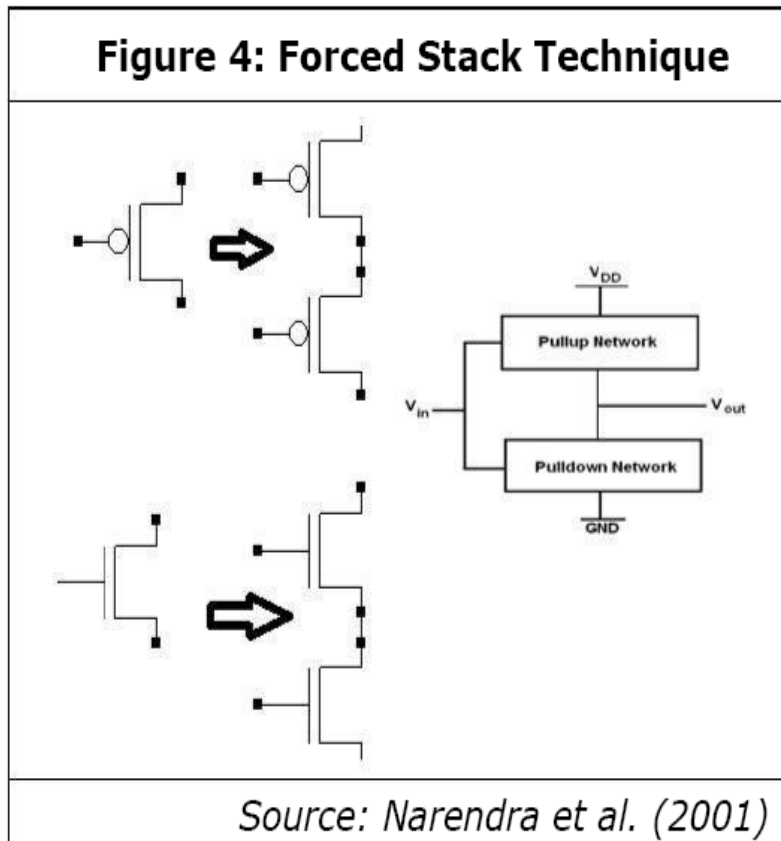 Figure 4: Forced Stack Technique
VDD
Pullup Network
Vin
Vout
Pulldown Network
GND
Source: Narendra et al. (2001)